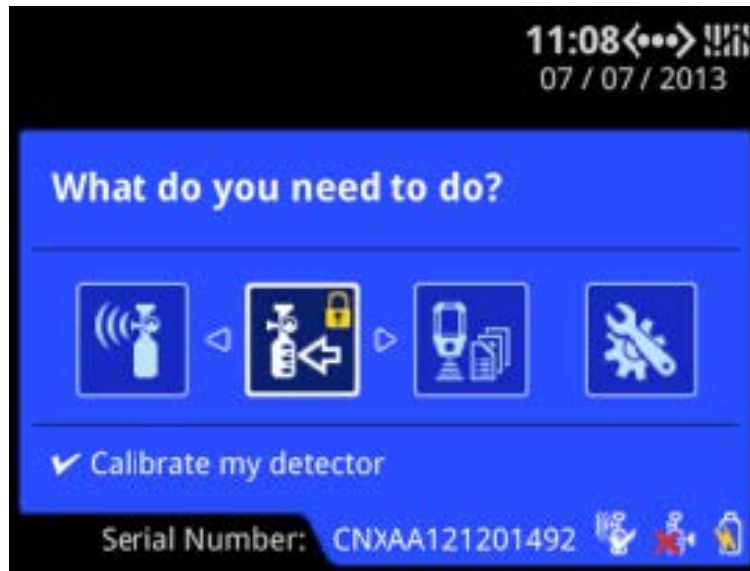 11:08
07 / 07 / 2013
What do you need to do?
✔ Calibrate my detector
Serial Number: CNXAA121201492